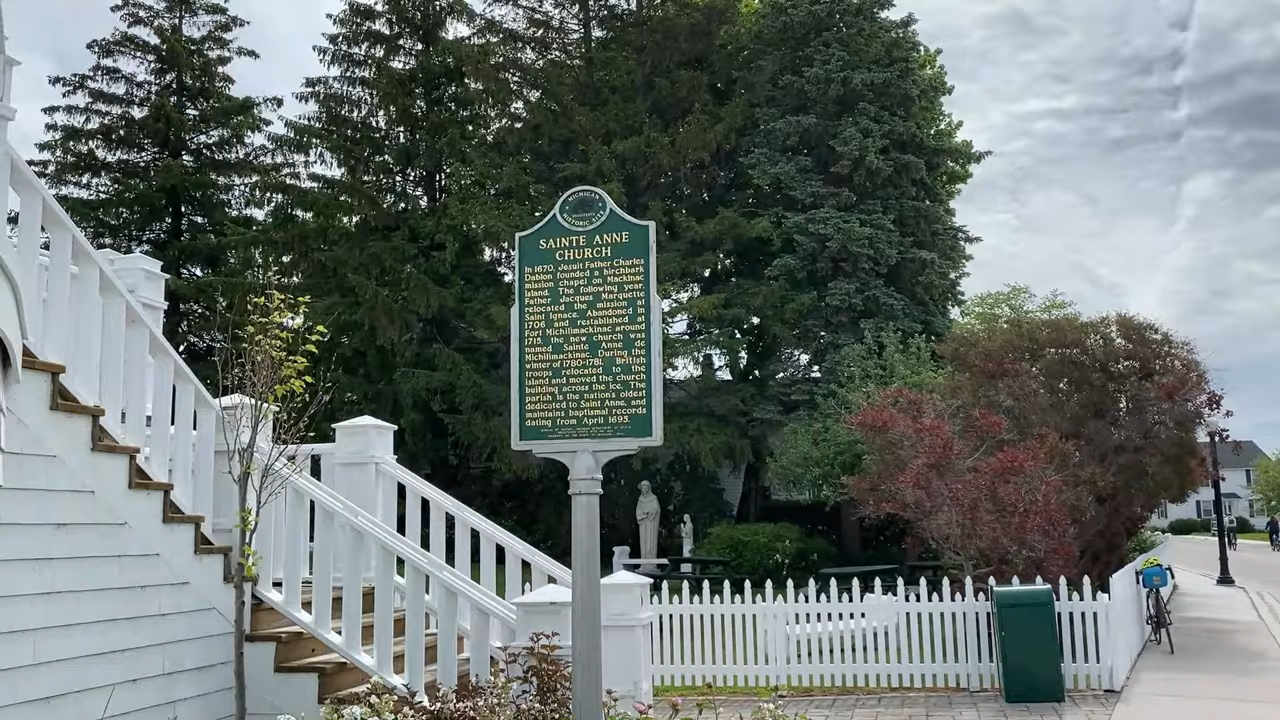 MICHIGAN
HISTORIC SITE
SAINTE ANNE
CHURCH
In 1670, Jesuit Father Charles
Dablon founded a birchbark
mission chapel on Mackinac
Island. The following year,
Father Jacques Marquette
relocated the mission at
Saint Ignace. Abandoned in
1706 and restablished at
Fort Michilimackinac around
1715, the new church was
named Sainte Anne de
Michilimackinac. During the
winter of 1780-1781, British
troops relocated to the
island and moved the church
building across the ice. The
parish is the nation's oldest
dedicated to Saint Anne, and
maintains baptismal records
dating from April 1695.